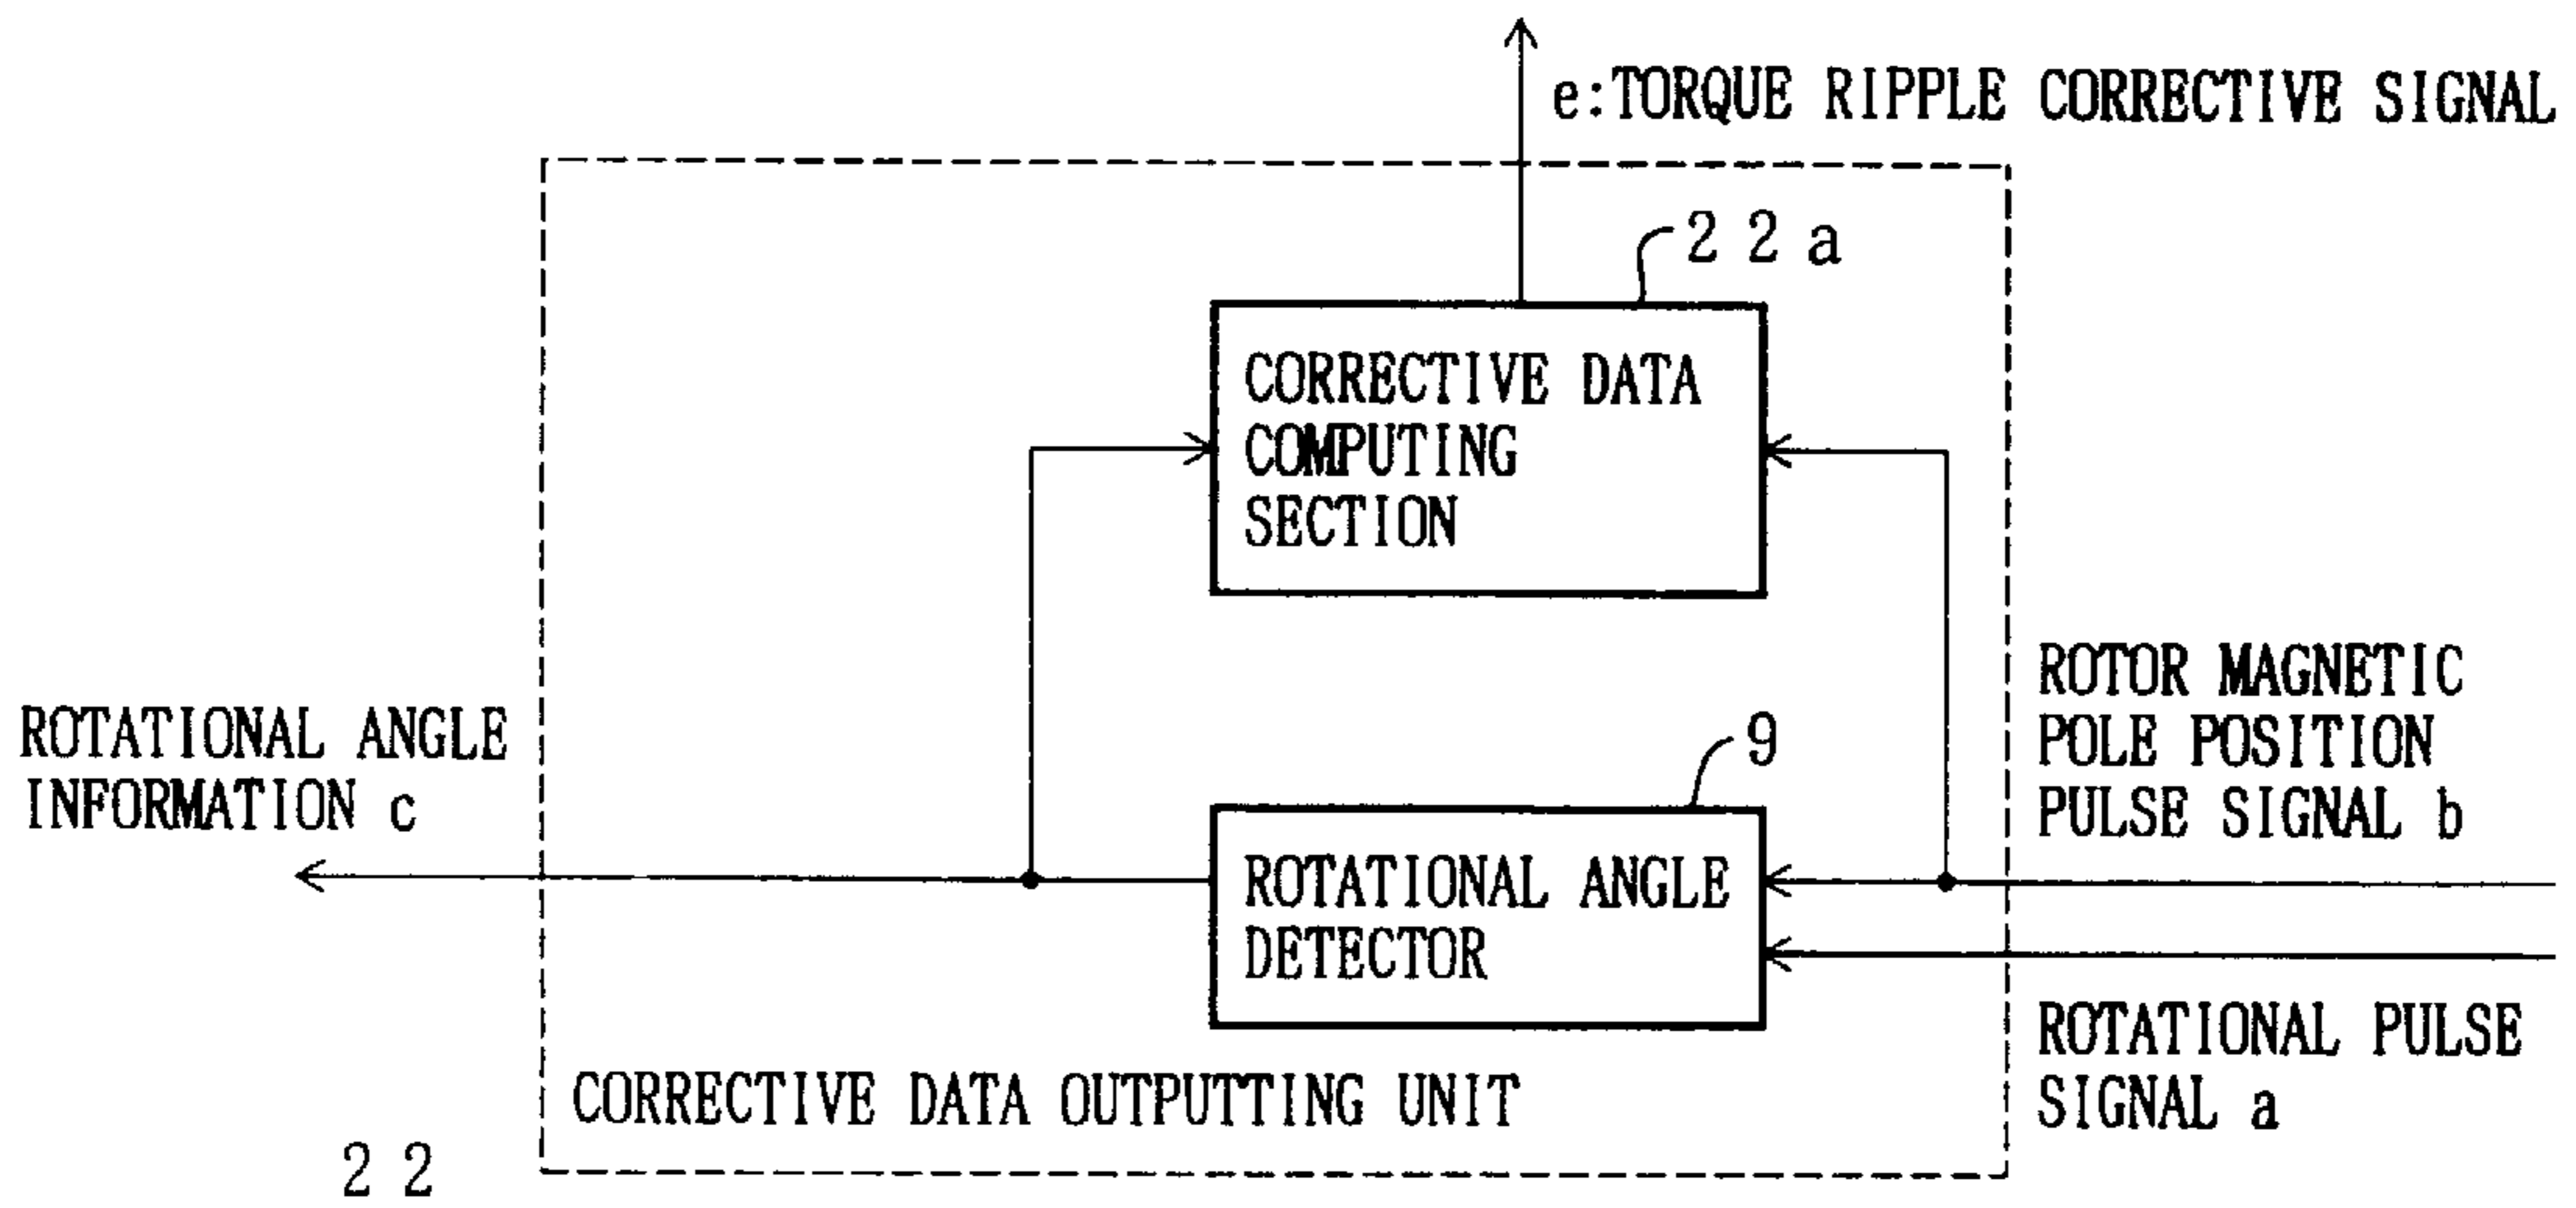 e:TORQUE RIPPLE CORRECTIVE SIGNAL
22a
CORRECTIVE DATA
COMPUTING
SECTION
ROTOR MAGNETIC
POLE POSITION
PULSE SIGNAL b
ROTATIONAL ANGLE
INFORMATION c
9
ROTATIONAL ANGLE
DETECTOR
ROTATIONAL PULSE
SIGNAL a
CORRECTIVE DATA OUTPUTTING UNIT
22